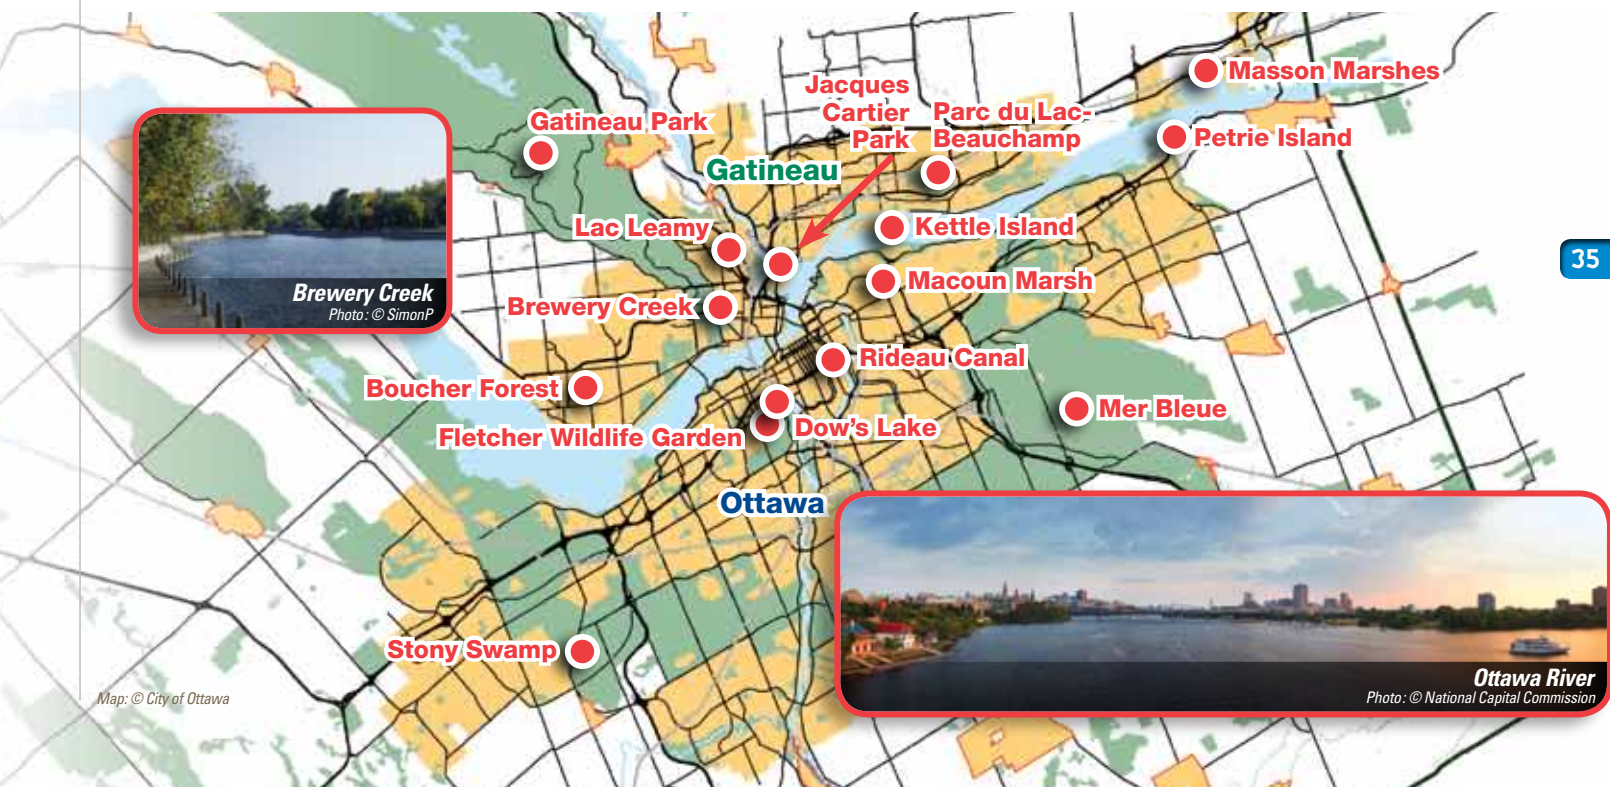 Masson Marshes
Jacques
Cartier
Park
Parc du Lac-
Beauchamp
Gatineau Park
Petrie Island
Gatineau
Lac Leamy
Kettle Island
35
Macoun Marsh
Brewery Creek
Photo: © SimonP
Brewery Creek
Rideau Canal
Boucher Forest
Mer Bleue
Fletcher Wildlife Garden
Dow's Lake
Ottawa
Stony Swamp
Ottawa River
Photo: © National Capital Commission
Map: © City of Ottawa